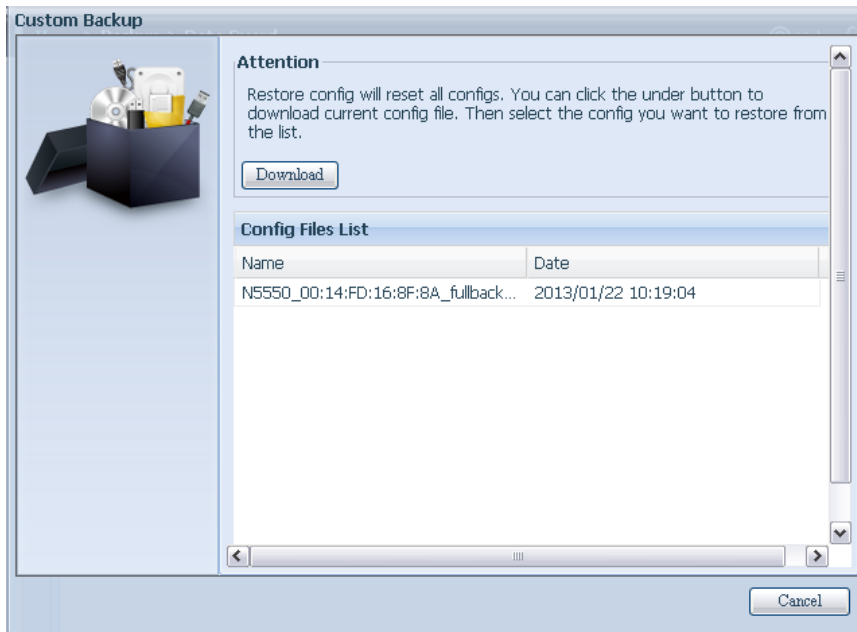 Custom Backup
Attention
Restore config will reset all configs. You can click the under button to
download current config file. Then select the config you want to restore from
the list.
Download
Config Files List
Name Date
N5550_00:14:FD:16:8F:8A_fullback... 2013/01/22 10:19:04
Cancel